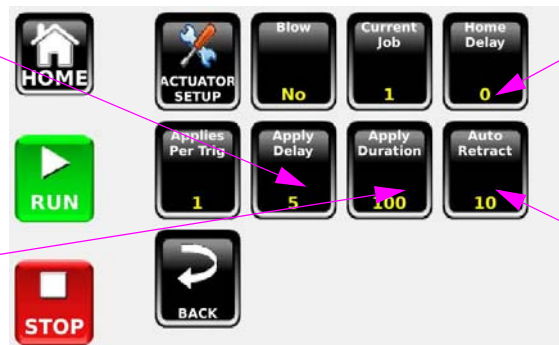 HOME
ACTUATOR
SETUP
Blow
No
Current
Job
1
Home
Delay
0
RUN
Applies
Per Trig
1
Apply
Delay
5
Apply
Duration
100
Auto
Retract
10
STOP
BACK